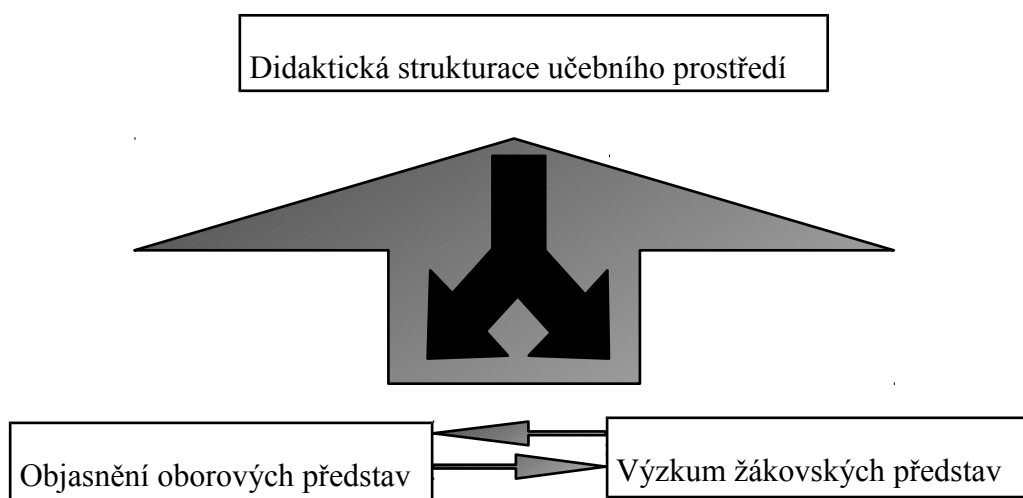 Didaktická strukturace učebního prostředí
Objasnění oborových představ
Výzkum žákovských představ